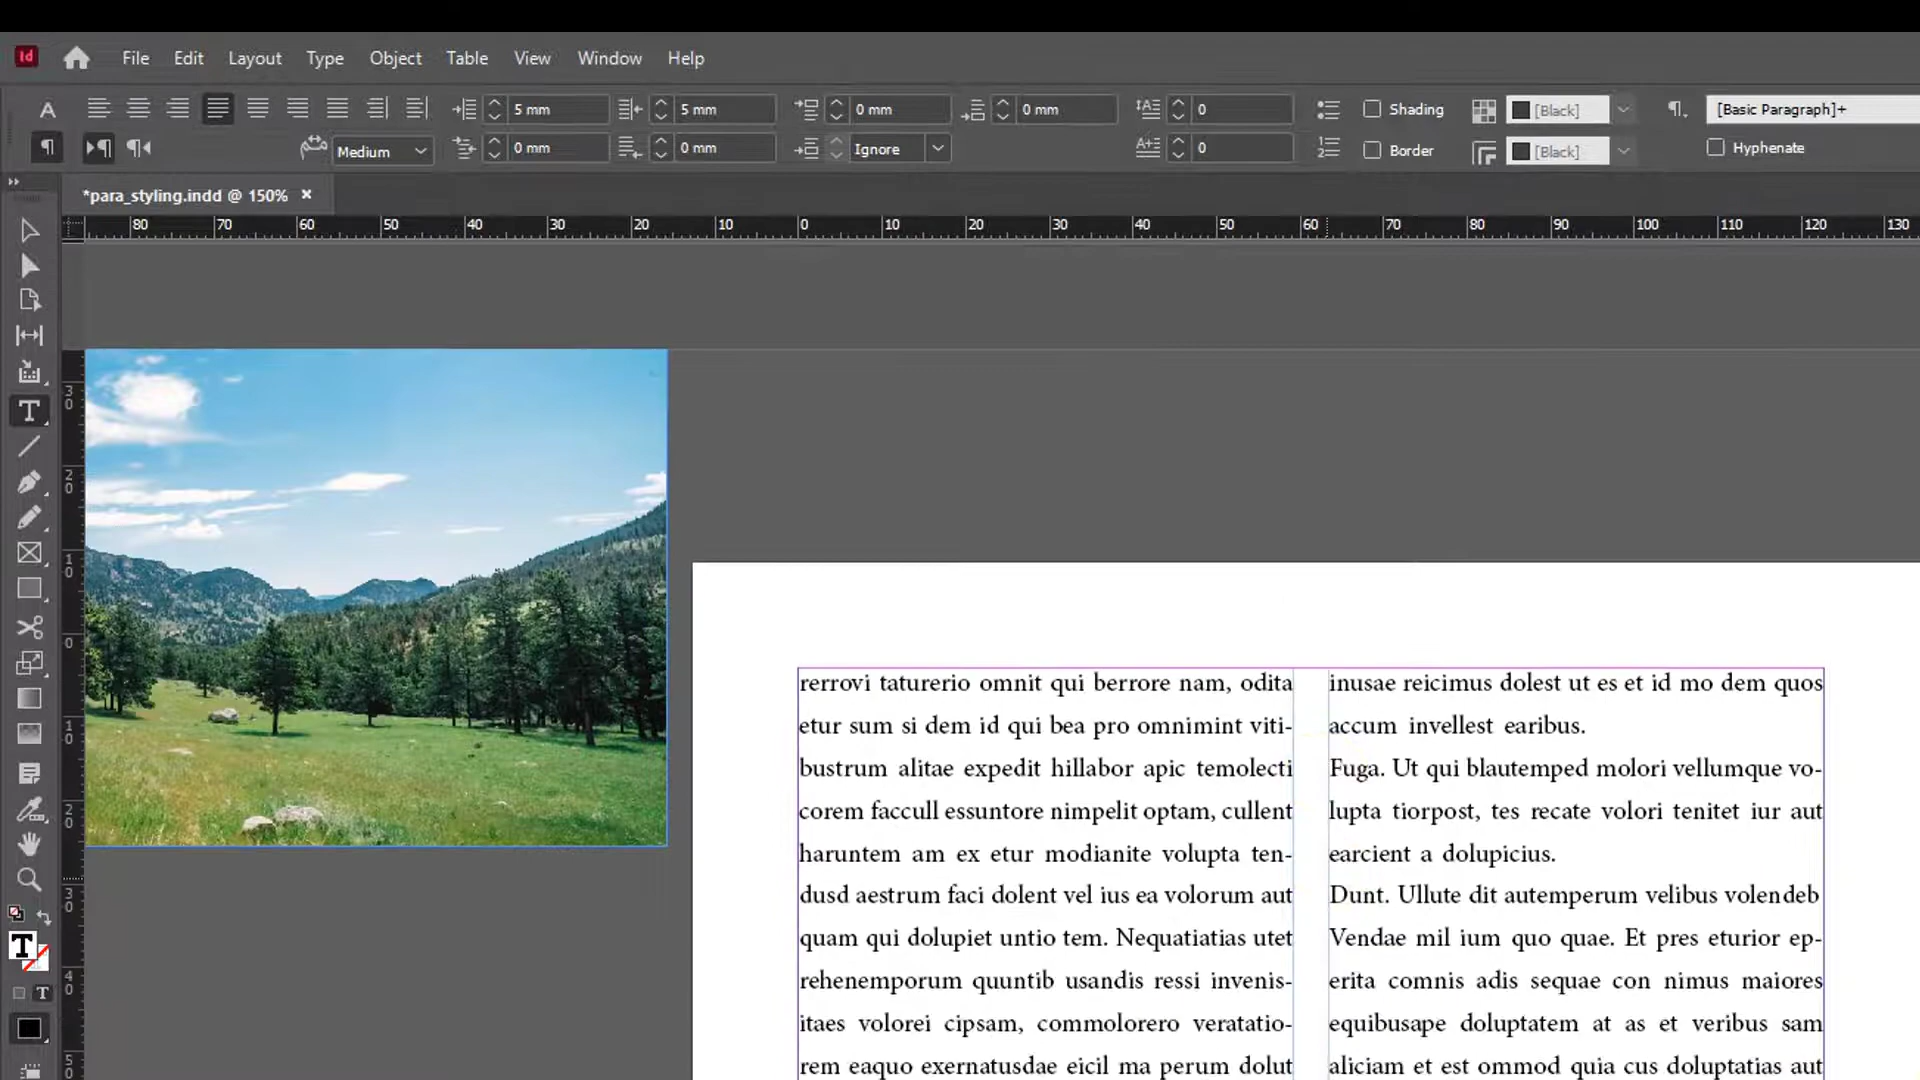 Id File Edit Layout Type Object Table View Window Help
A 5 mm 5 mm 0 mm 0 mm 0 Shading [Black] [Basic Paragraph]+
Medium 0 mm 0 mm Ignore 0 Border [Black] Hyphenate
*para_styling.indd @ 150% ×
80 70 60 50 40 30 20 10 0 10 20 30 40 50 60 70 80 90 100 110 120 130
30
20
10
0
10
20
30
40
50
rerrovi taturerio omnit qui berrore nam, odita
etur sum si dem id qui bea pro omnimint viti-
bustrum alitae expedit hillabor apic temolecti
corem faccull essuntore nimpelit optam, cullent
haruntem am ex etur modianite volupta ten-
dusd aestrum faci dolent vel ius ea volorum aut
quam qui dolupiet untio tem. Nequatiatias utet
rehenemporum quuntib usandis ressi invenis-
itaes volorei cipsam, commolorero veratatio-
rem eaquo exernatusdae eicil ma perum dolut
inusae reicimus dolest ut es et id mo dem quos
accum invellest earibus.
Fuga. Ut qui blautemped molori vellumque vo-
lupta tiorpost, tes recate volori tenitet iur aut
earcient a dolupicius.
Dunt. Ullute dit autemperum velibus volendeb
Vendae mil ium quo quae. Et pres eturior ep-
erita comnis adis sequae con nimus maiores
equibusape doluptatem at as et veribus sam
aliciam et est ommod quia cus doluptatias aut